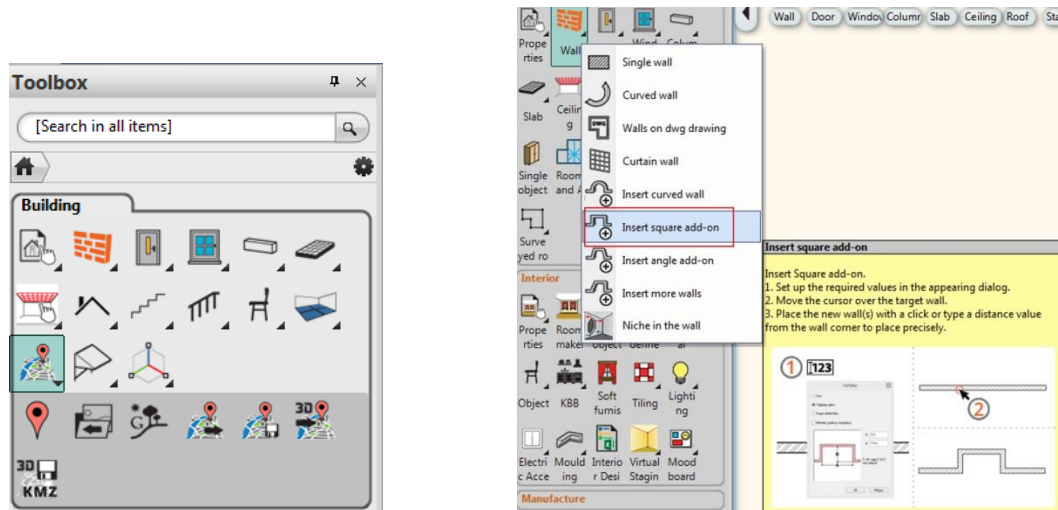 Toolbox
[Search in all items]
Building
G
3D
3D
KMZ
Wall Door Window Column Slab Ceiling Roof
Prope
rties
Wall
Wind
Colum
Slab
Ceilin
g
Single
object
Room
and A
Surve
yed ro
Single wall
Curved wall
DWG
Walls on dwg drawing
Curtain wall
Insert curved wall
Insert square add-on
Insert angle add-on
Insert more walls
Niche in the wall
Interior
Prope
rties
Room
maker
object
define
Object KBB Soft
furnis
Tiling Lighti
ng
Electri
c Acce
Mould
ing
Interio
r Desi
Virtual
Stagin
Mood
board
Manufacture
Insert square add-on
Insert Square add-on.
1. Set up the required values in the appearing dialog.
2. Move the cursor over the target wall.
3. Place the new wall(s) with a click or type a distance value
from the wall corner to place precisely.
1 123
2